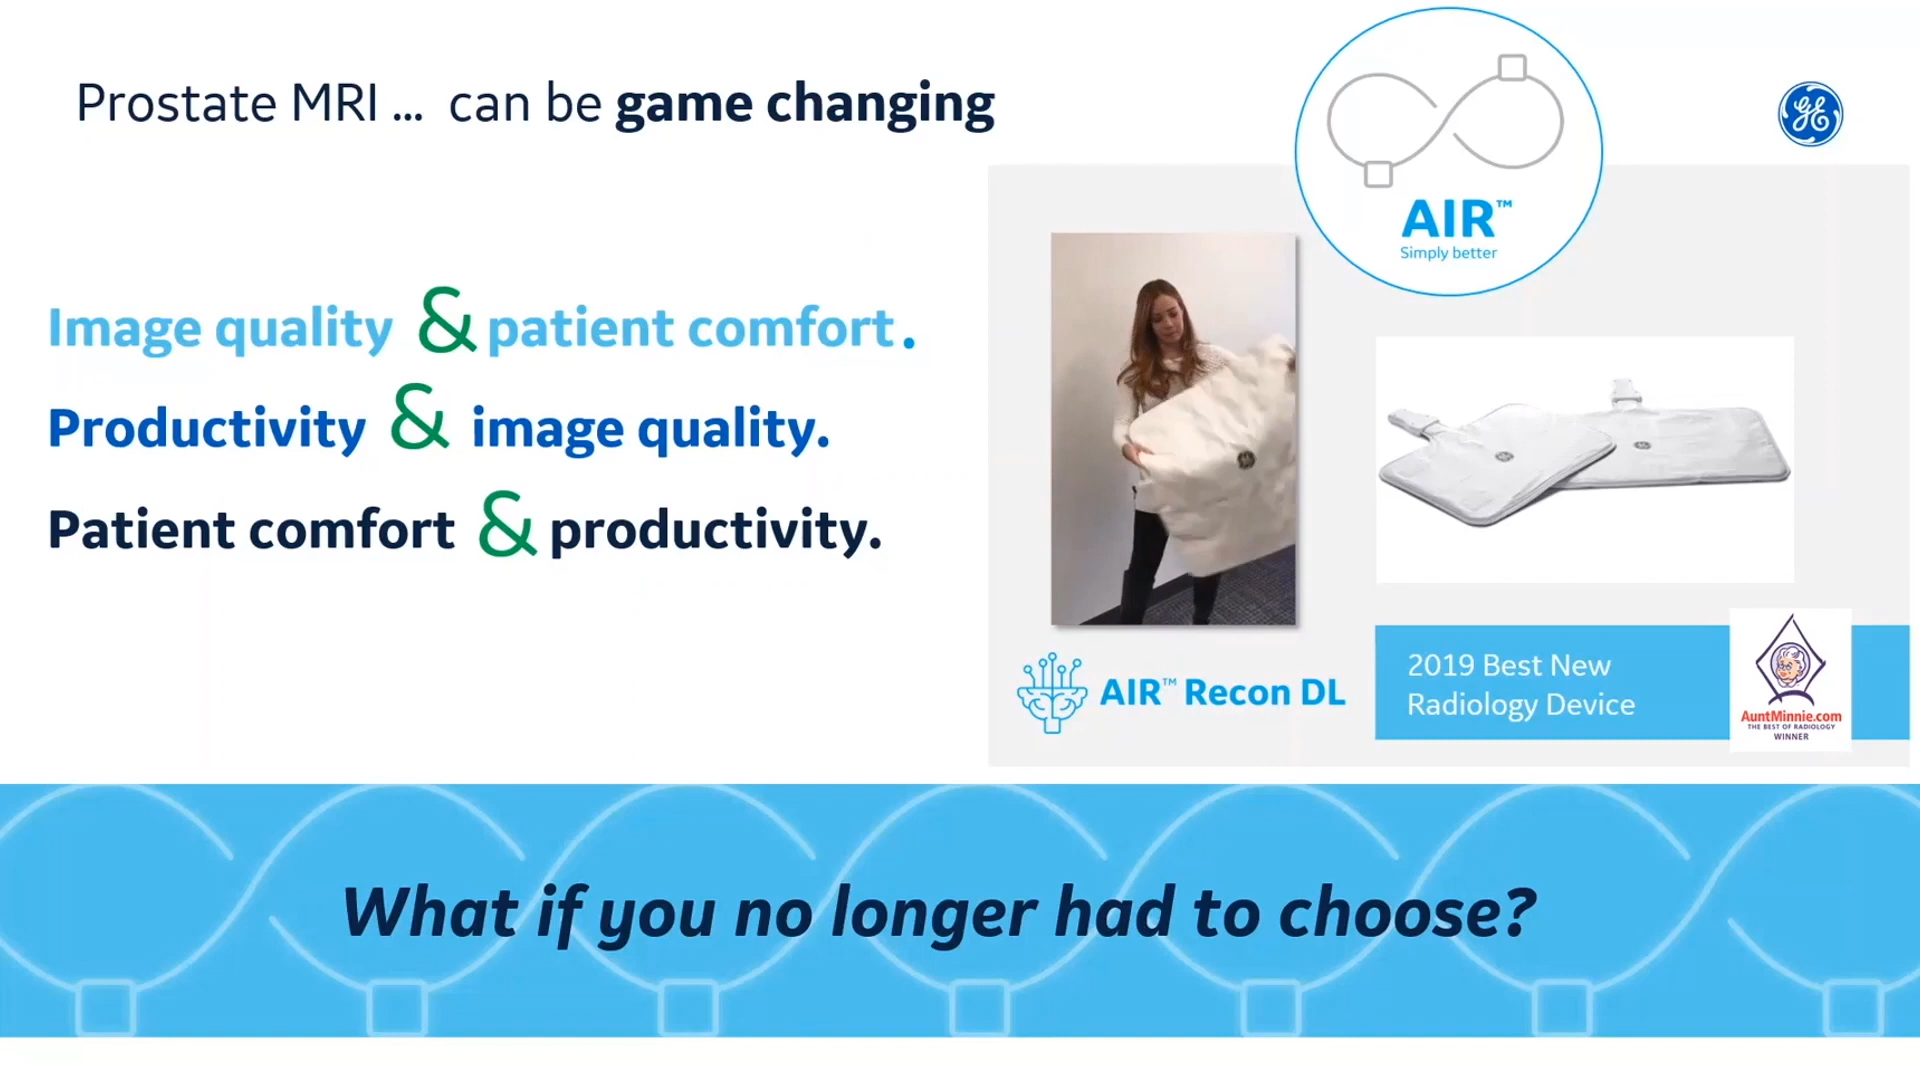 Prostate MRI ... can be game changing
Image quality & patient comfort.
Productivity & image quality.
Patient comfort & productivity.
AIR™
Simply better
GE
AIR™ Recon DL
2019 Best New
Radiology Device
AuntMinnie.com
THE BEST OF RADIOLOGY
WINNER
What if you no longer had to choose?